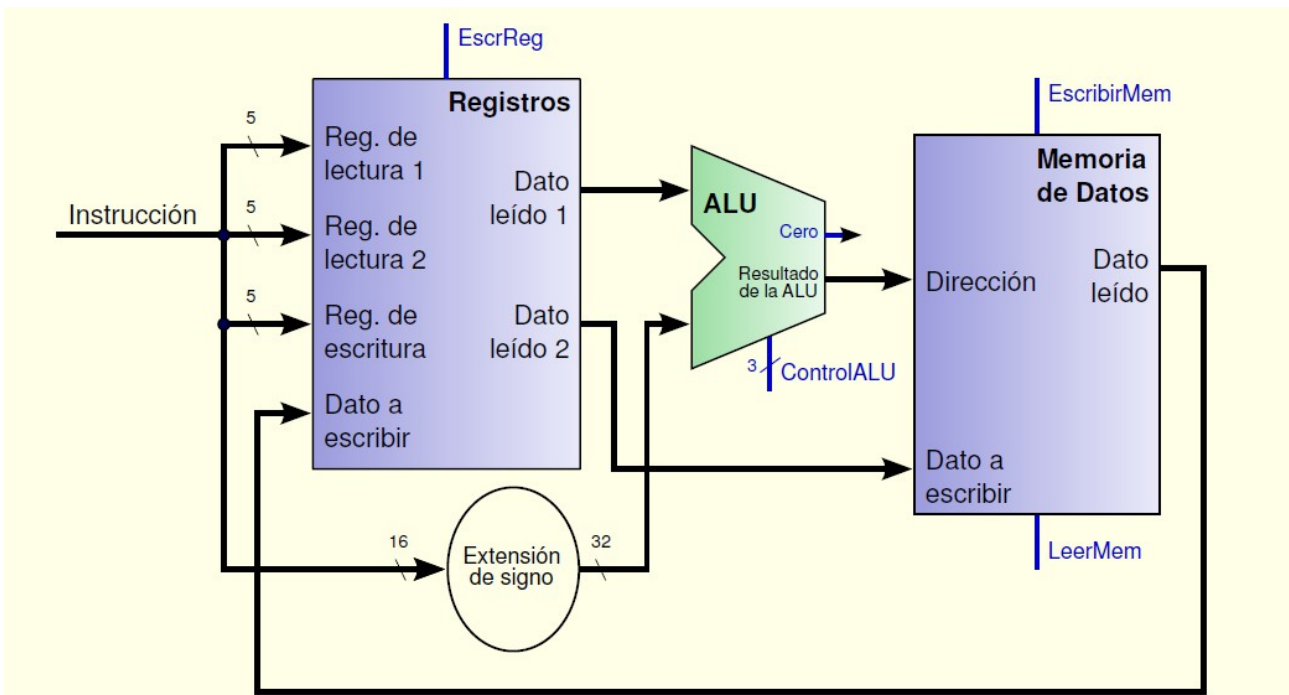 EscrReg
Registros
5
Reg. de
lectura 1
Dato
leído 1
Instrucción
5
Reg. de
lectura 2
5
Reg. de
escritura
Dato
leído 2
Dato a
escribir
16
Extensión
de signo
32
ALU
Cero
Resultado
de la ALU
3
ControlALU
EscribirMem
Memoria
de Datos
Dirección
Dato
leído
Dato a
escribir
LeerMem